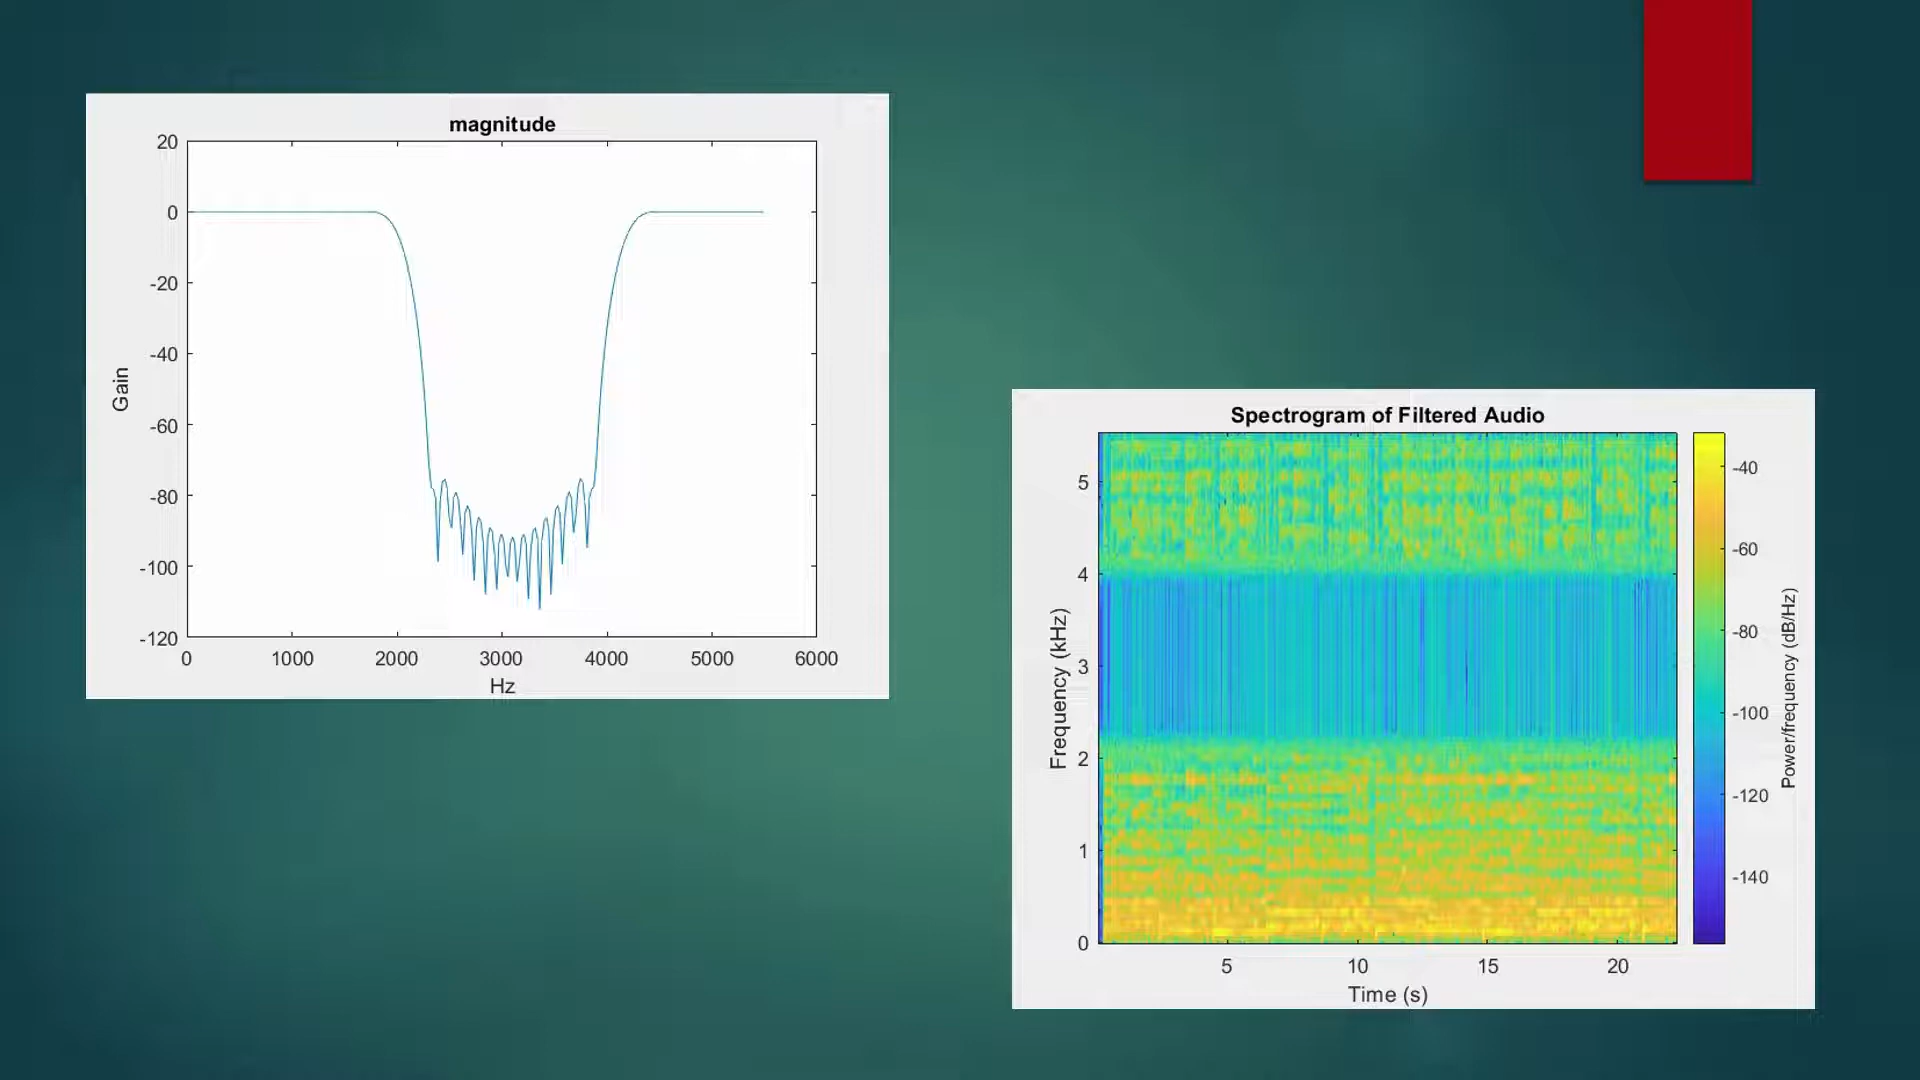 magnitude
20
0
-20
-40
-60
-80
-100
-120
Gain
0 1000 2000 3000 4000 5000 6000
Hz
Spectrogram of Filtered Audio
5
4
3
2
1
0
Frequency (kHz)
5 10 15 20
Time (s)
-40
-60
-80
-100
-120
-140
Power/frequency (dB/Hz)